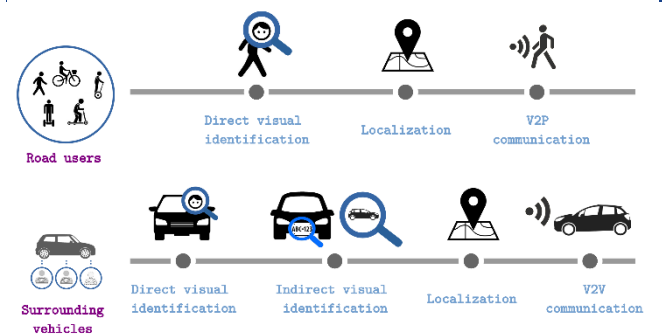 Direct visual
identification
Localization
V2P
communication
Road users
ABC-123
Direct visual
identification
Indirect visual
identification
Localization
V2V
communication
Surrounding
vehicles